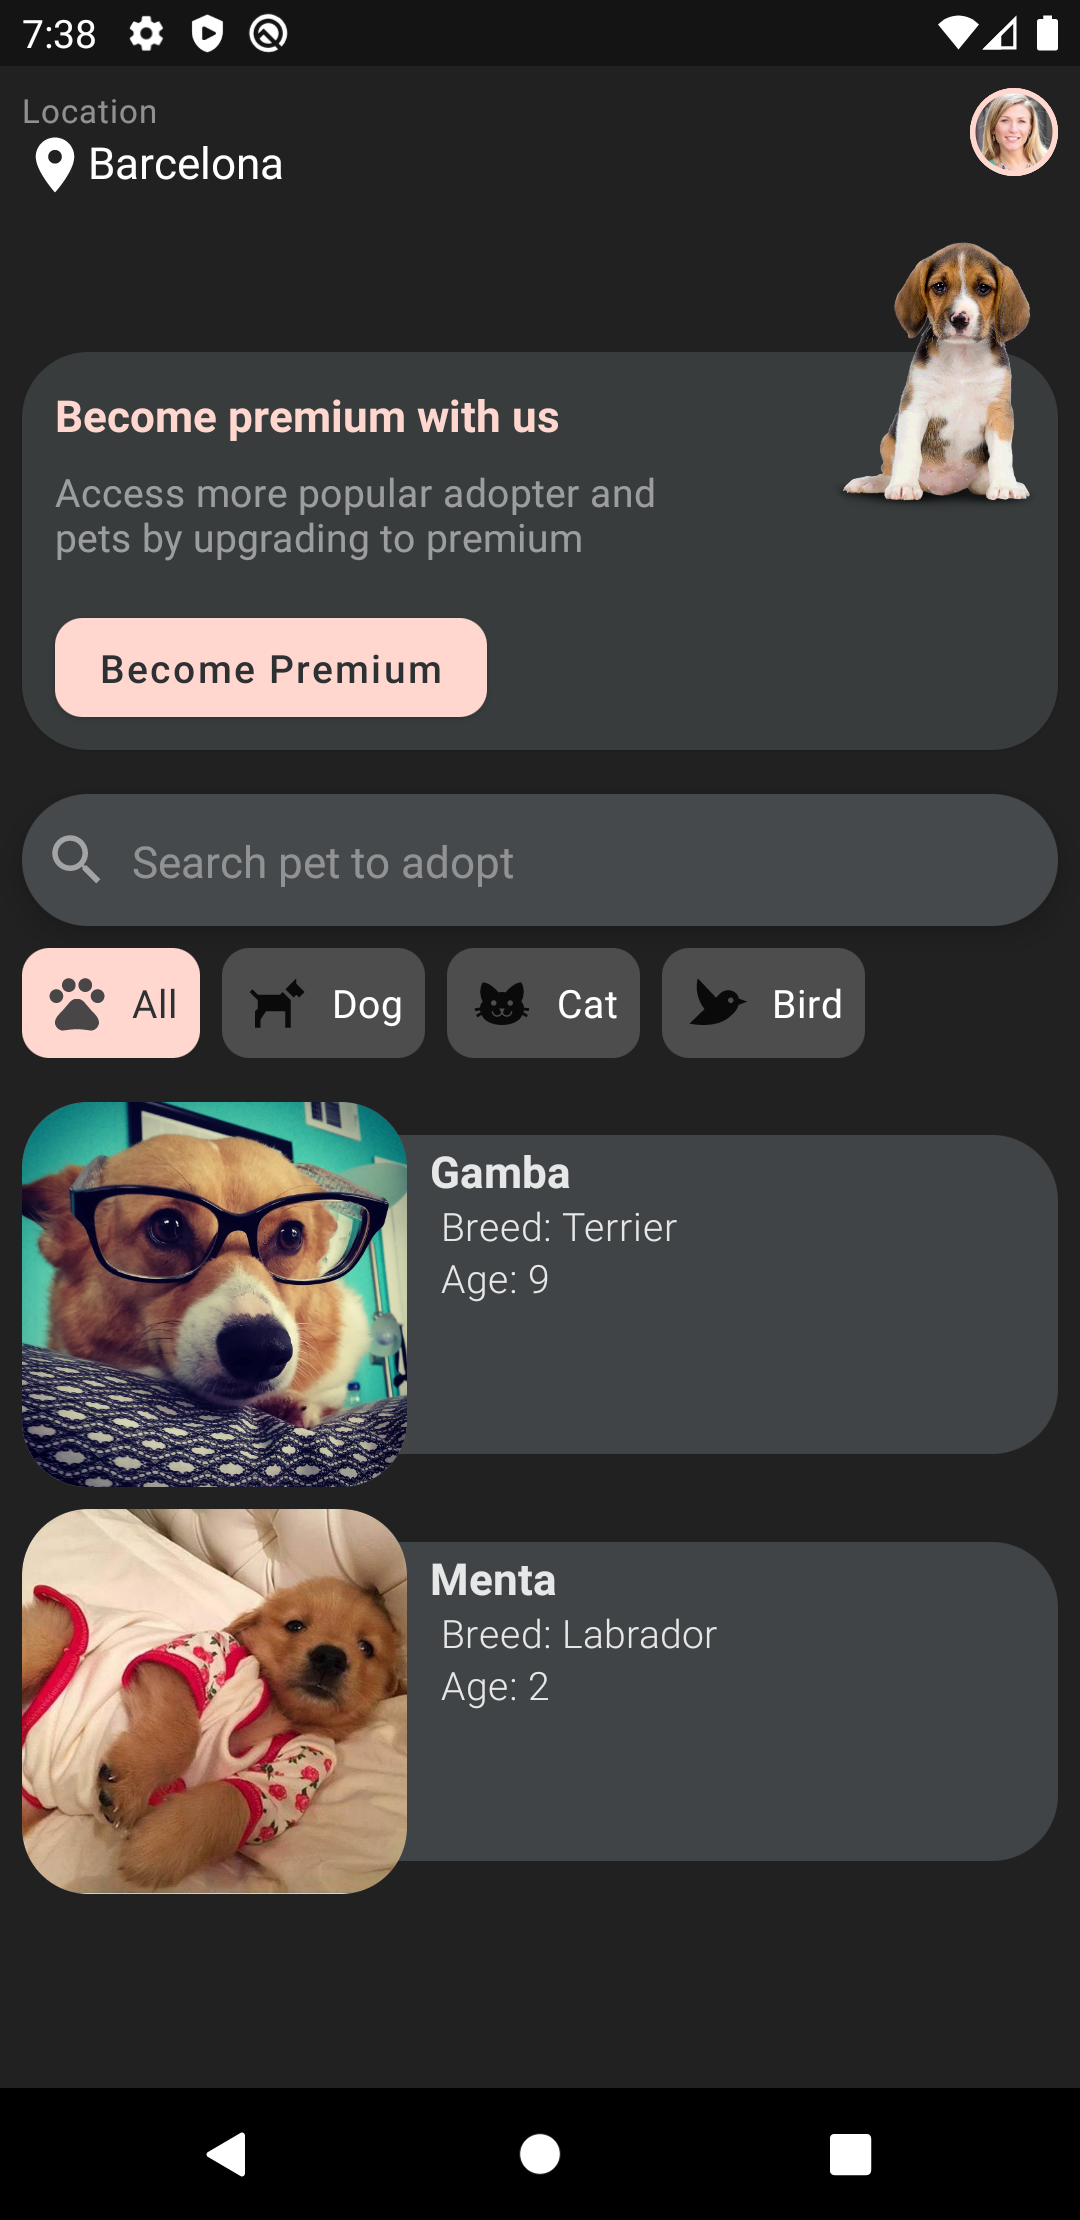 7:38
Location
Barcelona
Become premium with us
Access more popular adopter and
pets by upgrading to premium
Become Premium
Search pet to adopt
All
Dog
Cat
Bird
Gamba
Breed: Terrier
Age: 9
Menta
Breed: Labrador
Age: 2